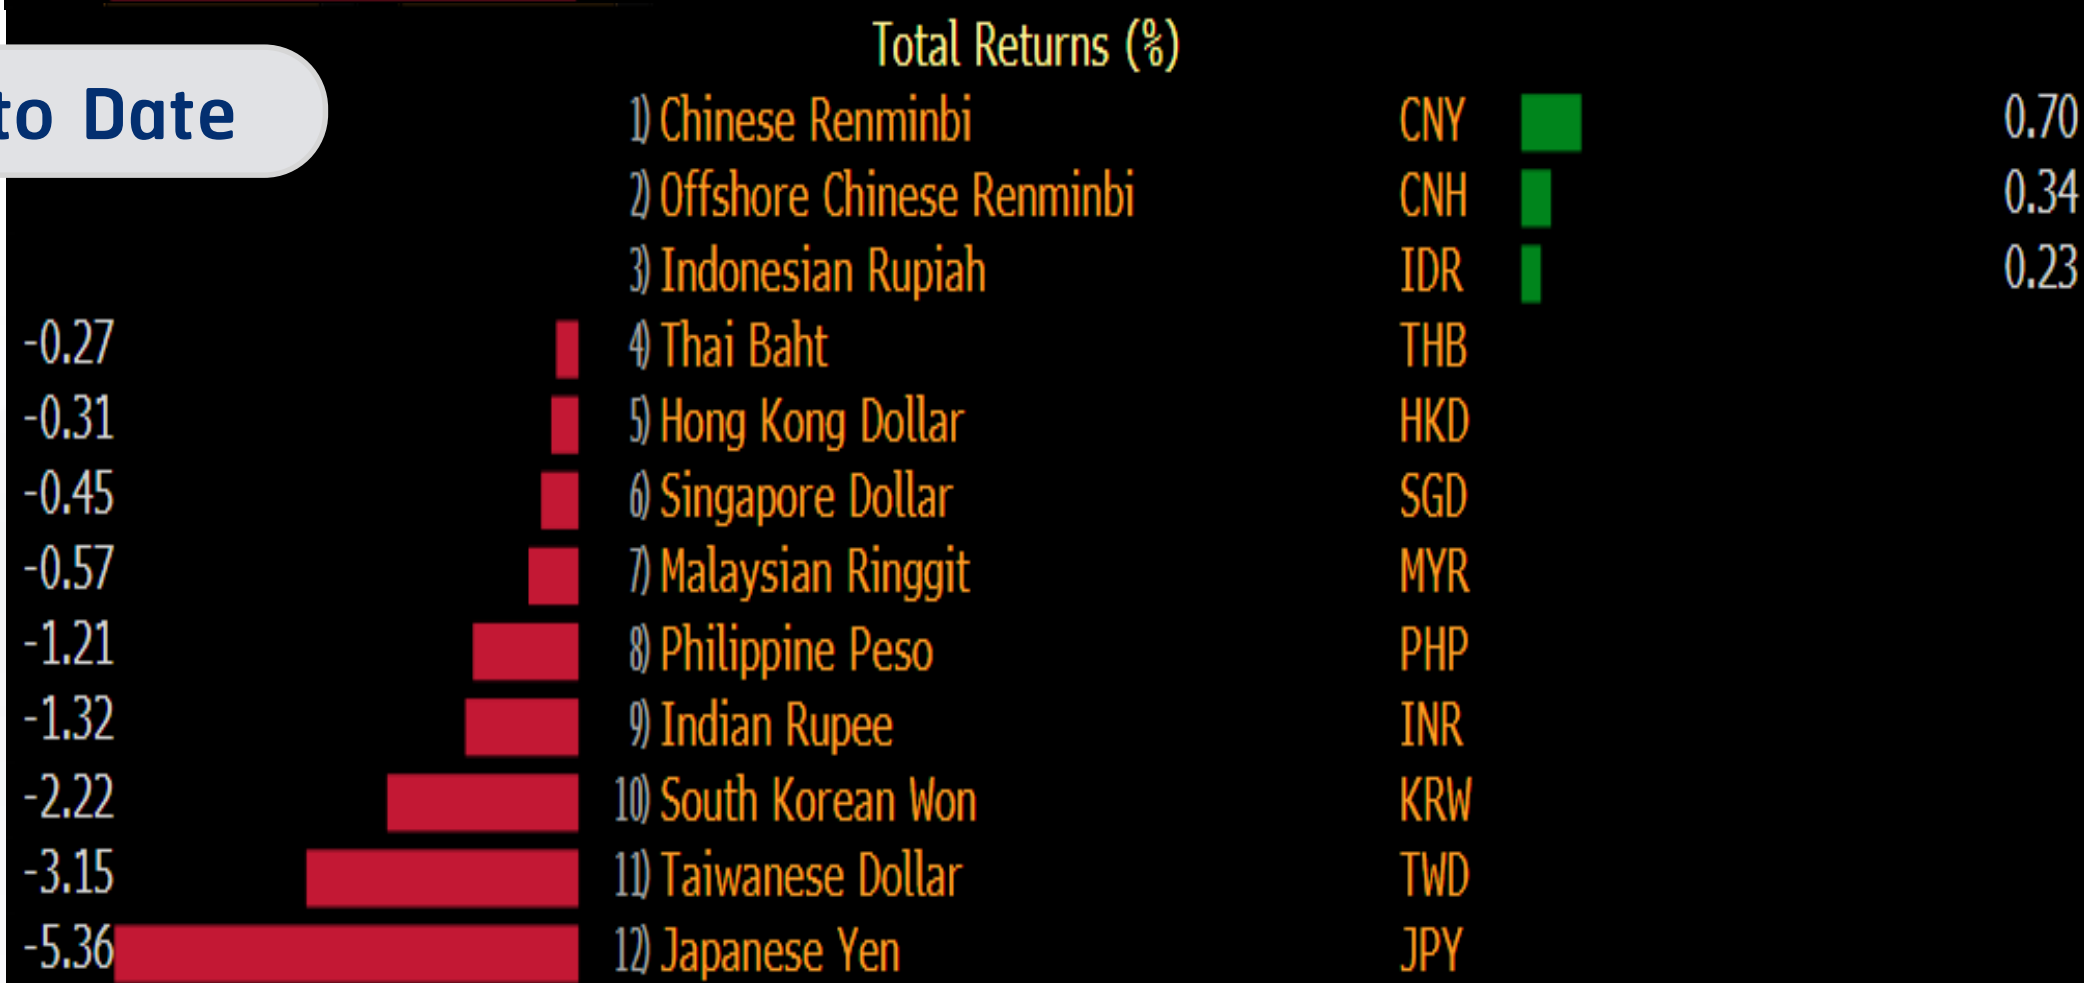 Total Returns (%)
to Date
1) Chinese Renminbi CNY 0.70
2) Offshore Chinese Renminbi CNH 0.34
3) Indonesian Rupiah IDR 0.23
-0.27 4) Thai Baht THB
-0.31 5) Hong Kong Dollar HKD
-0.45 6) Singapore Dollar SGD
-0.57 7) Malaysian Ringgit MYR
-1.21 8) Philippine Peso PHP
-1.32 9) Indian Rupee INR
-2.22 10) South Korean Won KRW
-3.15 11) Taiwanese Dollar TWD
-5.36 12) Japanese Yen JPY